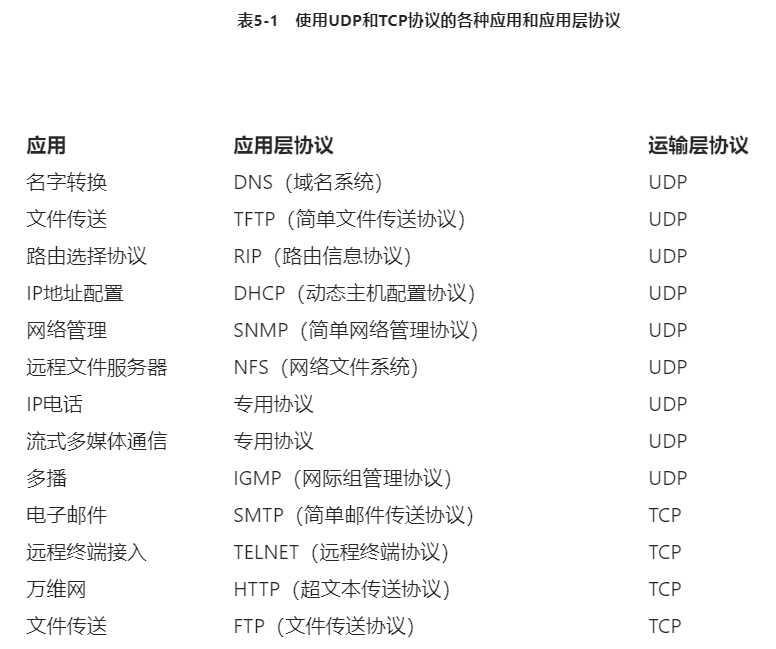 表5-1 使用UDP和TCP协议的各种应用和应用层协议
应用 应用层协议 运输层协议
名字转换 DNS（域名系统） UDP
文件传送 TFTP（简单文件传送协议） UDP
路由选择协议 RIP（路由信息协议） UDP
IP地址配置 DHCP（动态主机配置协议） UDP
网络管理 SNMP（简单网络管理协议） UDP
远程文件服务器 NFS（网络文件系统） UDP
IP电话 专用协议 UDP
流式多媒体通信 专用协议 UDP
多播 IGMP（网际组管理协议） UDP
电子邮件 SMTP（简单邮件传送协议） TCP
远程终端接入 TELNET（远程终端协议） TCP
万维网 HTTP（超文本传送协议） TCP
文件传送 FTP（文件传送协议） TCP